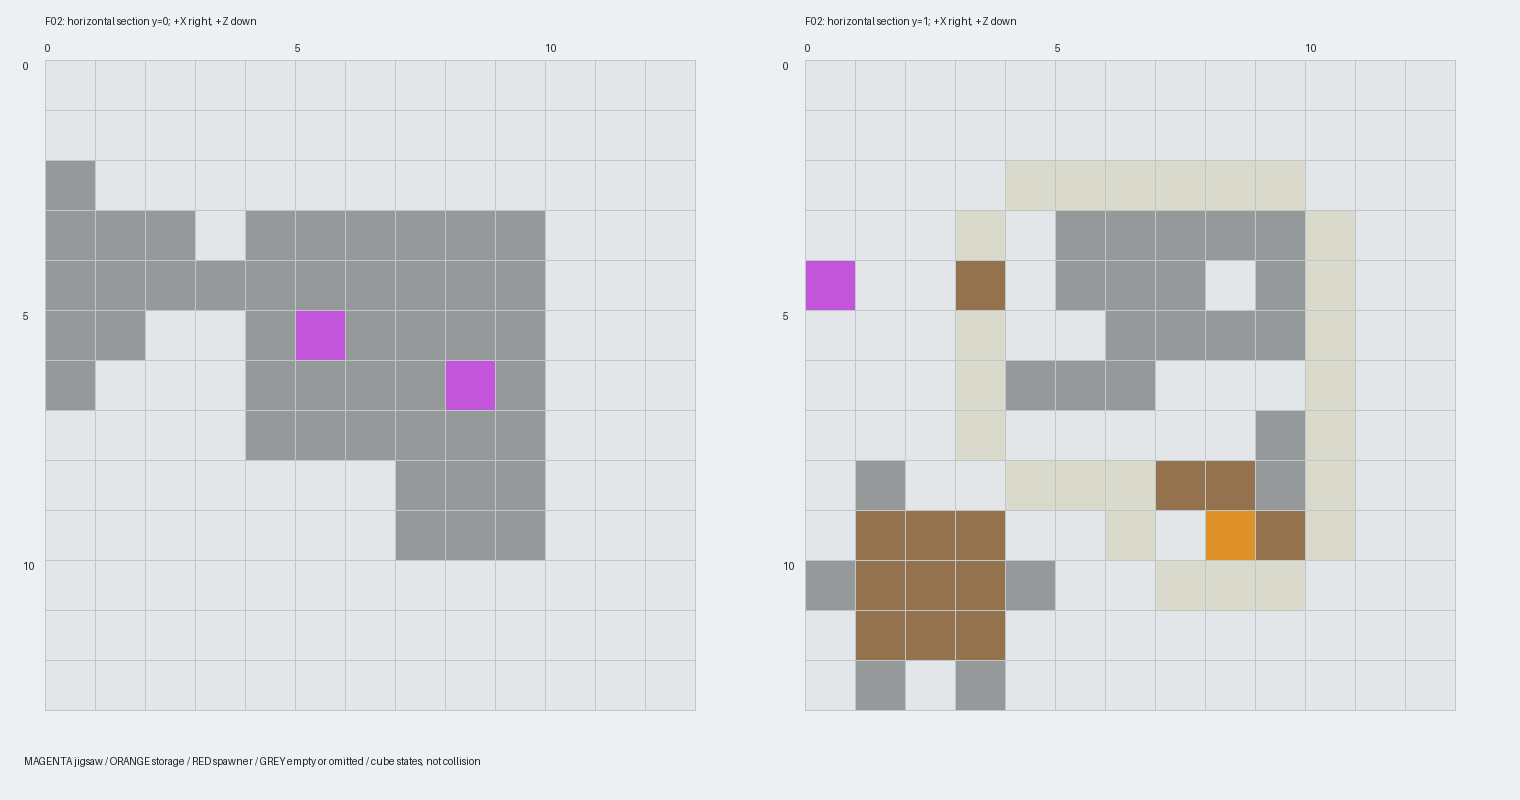 F02: horizontal section y=0; +X right, +Z down
F02: horizontal section y=1; +X right, +Z down
0 5 10
0 5 10
0
0
5
5
10
10
MAGENTA jigsaw / ORANGE storage / RED spawner / GREY empty or omitted / cube states, not collision